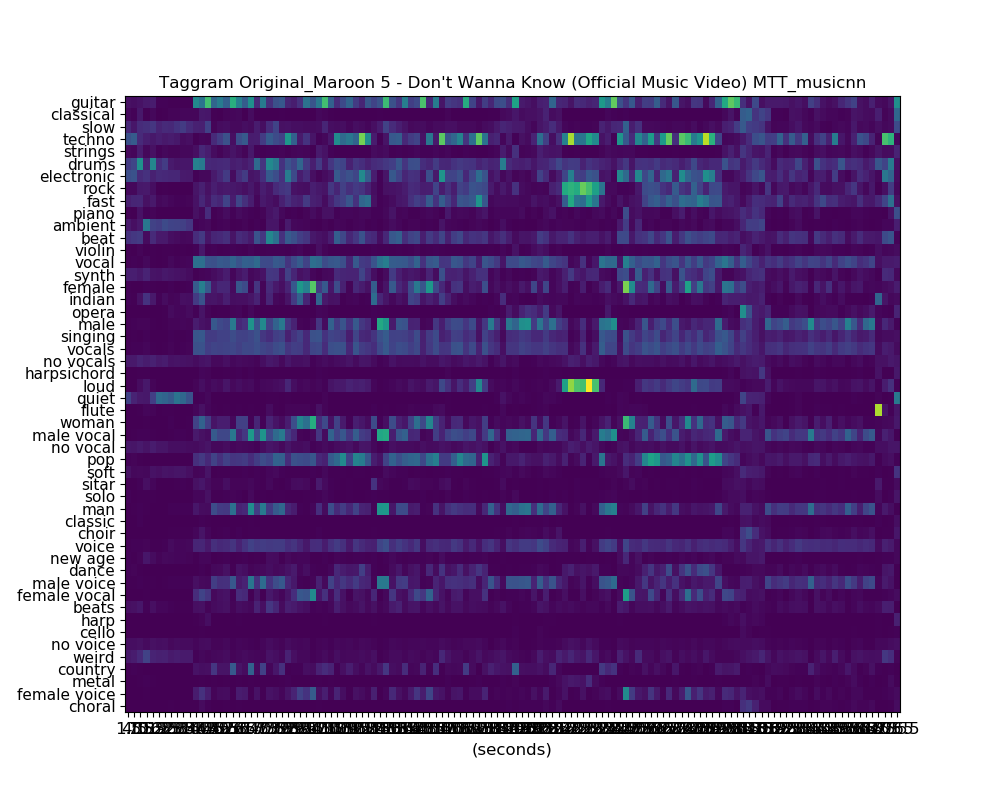 Taggram Original_Maroon 5 - Don't Wanna Know (Official Music Video) MTT_musicnn
guitar
classical
slow
techno
strings
drums
electronic
rock
fast
piano
ambient
beat
violin
vocal
synth
female
indian
opera
male
singing
vocals
no vocals
harpsichord
loud
quiet
flute
woman
male vocal
no vocal
pop
soft
sitar
solo
man
classic
choir
voice
new age
dance
male voice
female vocal
beats
harp
cello
no voice
weird
country
metal
female voice
choral
(seconds)